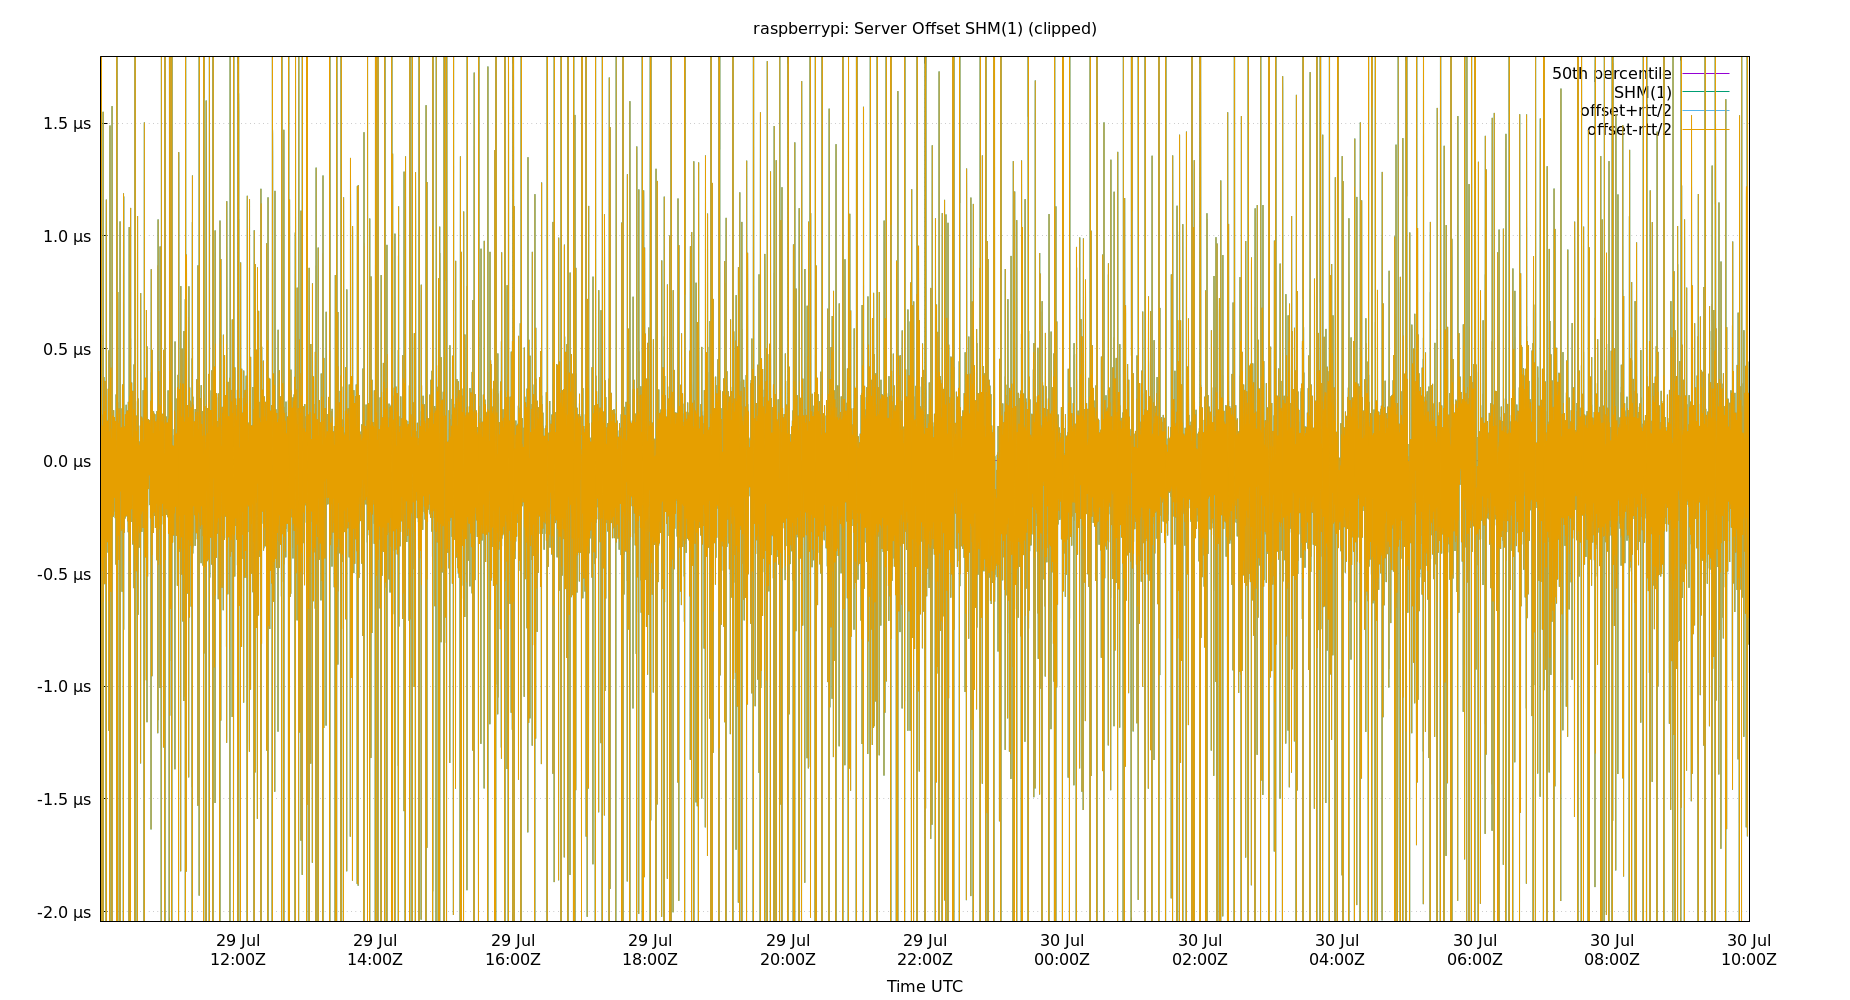 raspberrypi: Server Offset SHM(1) (clipped)
50th percentile
SHM(1)
offset+rtt/2
offset-rtt/2
1.5 µs
1.0 µs
0.5 µs
0.0 µs
-0.5 µs
-1.0 µs
-1.5 µs
-2.0 µs
29 Jul 29 Jul 29 Jul 29 Jul 29 Jul 29 Jul 30 Jul 30 Jul 30 Jul 30 Jul 30 Jul 30 Jul
12:00Z 14:00Z 16:00Z 18:00Z 20:00Z 22:00Z 00:00Z 02:00Z 04:00Z 06:00Z 08:00Z 10:00Z
Time UTC